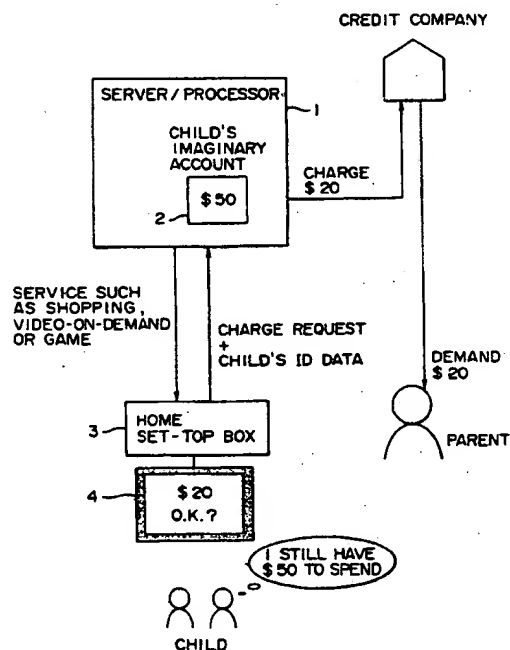 CREDIT COMPANY
SERVER/PROCESSOR
1
CHILD'S
IMAGINARY
ACCOUNT
2
$50
CHARGE
$20
SERVICE SUCH
AS SHOPPING,
VIDEO-ON-DEMAND
OR GAME
CHARGE REQUEST
+
CHILD'S ID DATA
DEMAND
$20
PARENT
3
HOME
SET-TOP BOX
4
$20
O.K.?
I STILL HAVE
$50 TO SPEND
CHILD